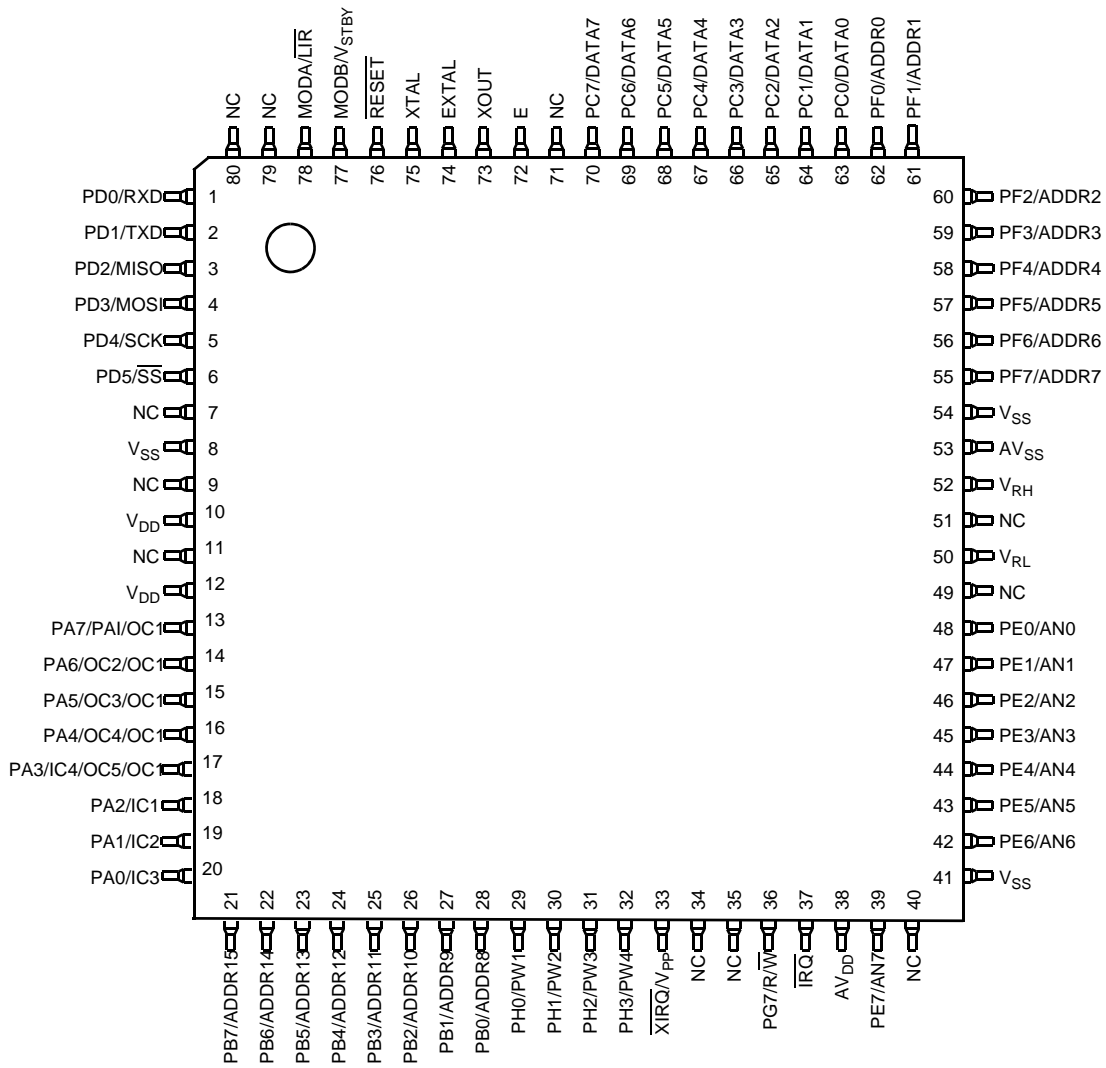 NC
NC
MODA/LIR
MODB/VSTBY
RESET
XTAL
EXTAL
XOUT
E
NC
PC7/DATA7
PC6/DATA6
PC5/DATA5
PC4/DATA4
PC3/DATA3
PC2/DATA2
PC1/DATA1
PC0/DATA0
PF0/ADDR0
PF1/ADDR1
80
79
78
77
76
75
74
73
72
71
70
69
68
67
66
65
64
63
62
61
PD0/RXD 1
PD1/TXD 2
PD2/MISO 3
PD3/MOSI 4
PD4/SCK 5
PD5/SS 6
NC 7
VSS 8
NC 9
VDD 10
NC 11
VDD 12
PA7/PAI/OC1 13
PA6/OC2/OC1 14
PA5/OC3/OC1 15
PA4/OC4/OC1 16
PA3/IC4/OC5/OC1 17
PA2/IC1 18
PA1/IC2 19
PA0/IC3 20
60 PF2/ADDR2
59 PF3/ADDR3
58 PF4/ADDR4
57 PF5/ADDR5
56 PF6/ADDR6
55 PF7/ADDR7
54 VSS
53 AVSS
52 VRH
51 NC
50 VRL
49 NC
48 PE0/AN0
47 PE1/AN1
46 PE2/AN2
45 PE3/AN3
44 PE4/AN4
43 PE5/AN5
42 PE6/AN6
41 VSS
21
22
23
24
25
26
27
28
29
30
31
32
33
34
35
36
37
38
39
40
PB7/ADDR15
PB6/ADDR14
PB5/ADDR13
PB4/ADDR12
PB3/ADDR11
PB2/ADDR10
PB1/ADDR9
PB0/ADDR8
PH0/PW1
PH1/PW2
PH2/PW3
PH3/PW4
XIRQ/VPP
NC
NC
PG7/R/W
IRQ
AVDD
PE7/AN7
NC